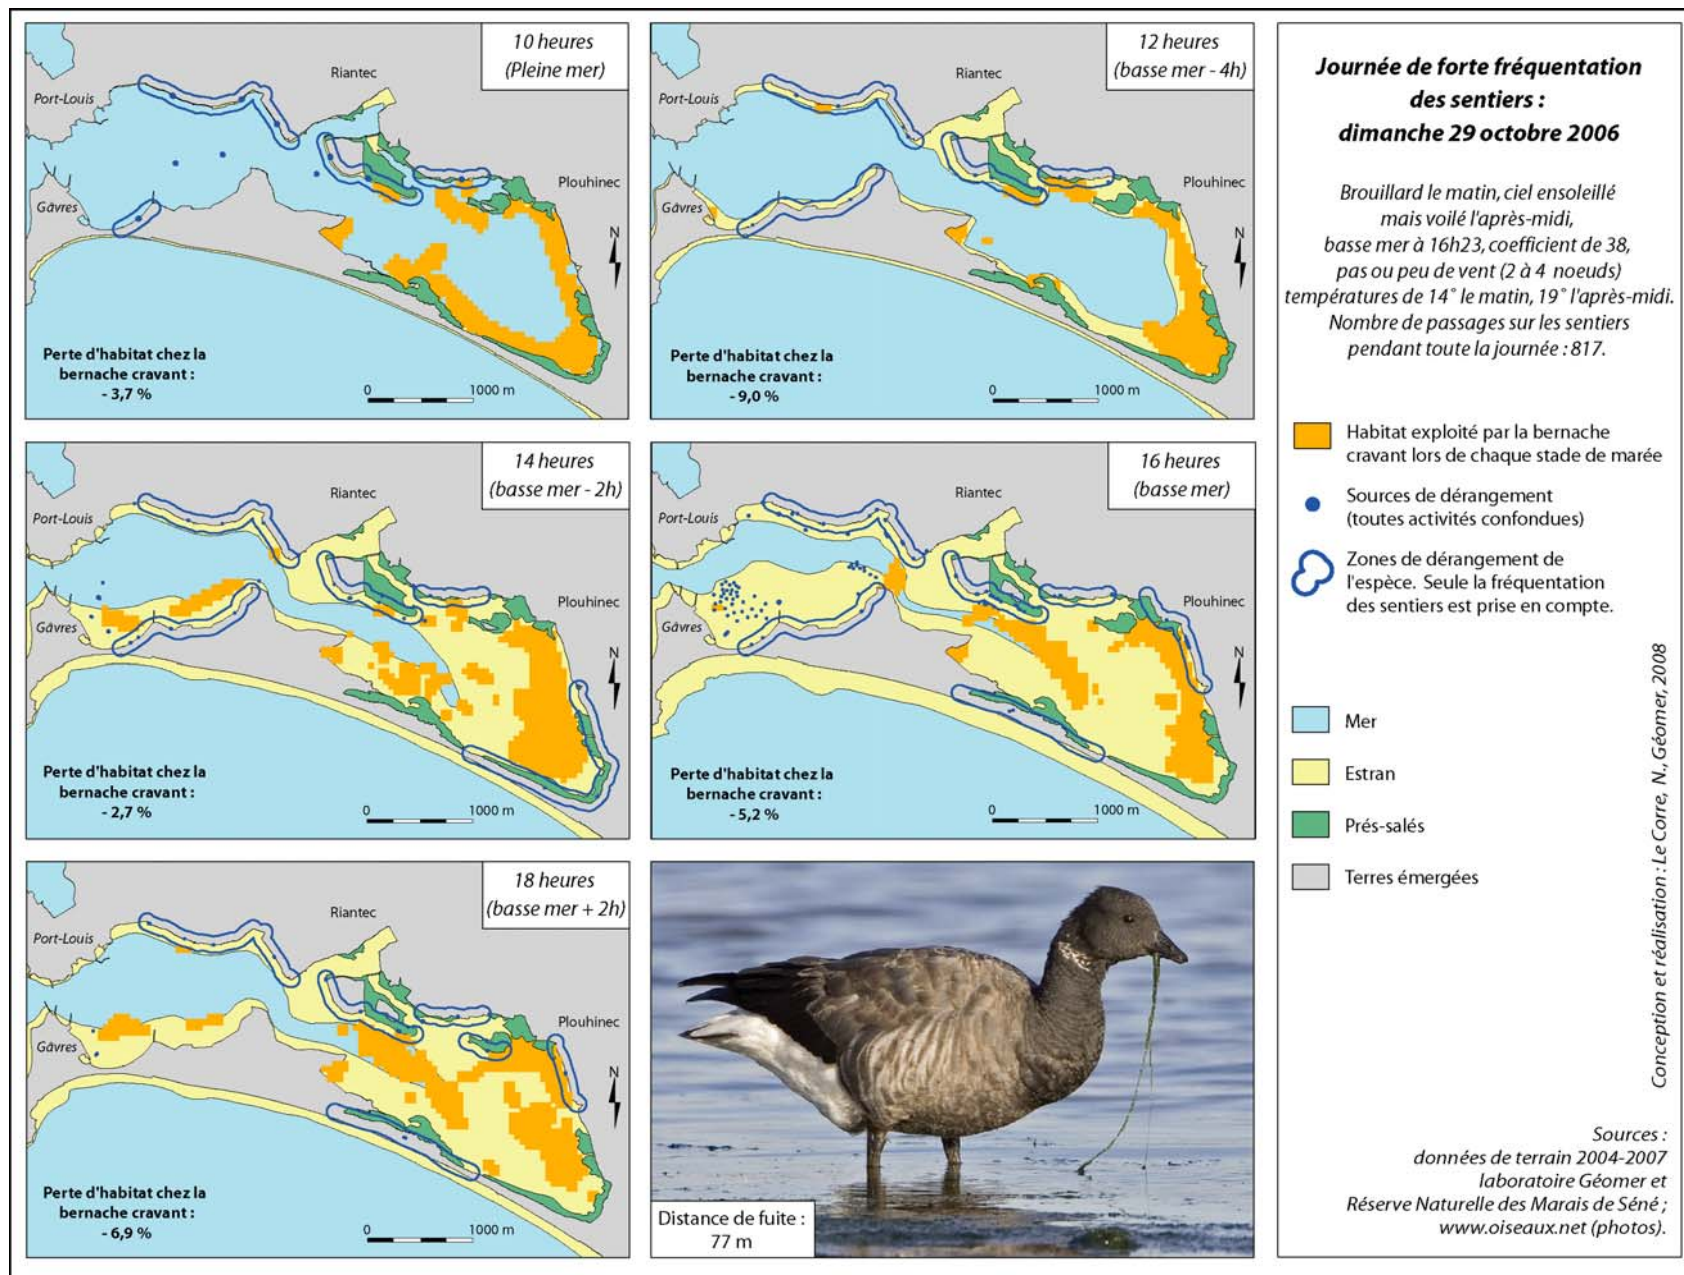 10 heures
(Pleine mer)
Riantec
Port-Louis
Plouhinec
Gâvres
N
Perte d'habitat chez la
bernache cravant :
- 3,7 %
0 1000 m
12 heures
(basse mer - 4h)
Riantec
Port-Louis
Plouhinec
Gâvres
N
Perte d'habitat chez la
bernache cravant :
- 9,0 %
0 1000 m
14 heures
(basse mer - 2h)
Riantec
Port-Louis
Plouhinec
Gâvres
N
Perte d'habitat chez la
bernache cravant :
- 2,7 %
0 1000 m
16 heures
(basse mer)
Riantec
Port-Louis
Plouhinec
Gâvres
N
Perte d'habitat chez la
bernache cravant :
- 5,2 %
0 1000 m
18 heures
(basse mer + 2h)
Riantec
Port-Louis
Plouhinec
Gâvres
N
Perte d'habitat chez la
bernache cravant :
- 6,9 %
0 1000 m
Distance de fuite :
77 m
Journée de forte fréquentation
des sentiers :
dimanche 29 octobre 2006
Brouillard le matin, ciel ensoleillé
mais voilé l'après-midi,
basse mer à 16h23, coefficient de 38,
pas ou peu de vent (2 à 4 noeuds)
températures de 14° le matin, 19° l'après-midi.
Nombre de passages sur les sentiers
pendant toute la journée : 817.
Habitat exploité par la bernache
cravant lors de chaque stade de marée
Sources de dérangement
(toutes activités confondues)
Zones de dérangement de
l'espèce. Seule la fréquentation
des sentiers est prise en compte.
Mer
Estran
Prés-salés
Terres émergées
Conception et réalisation : Le Corre, N., Géomer, 2008
Sources :
données de terrain 2004-2007
laboratoire Géomer et
Réserve Naturelle des Marais de Séné ;
www.oiseaux.net (photos).